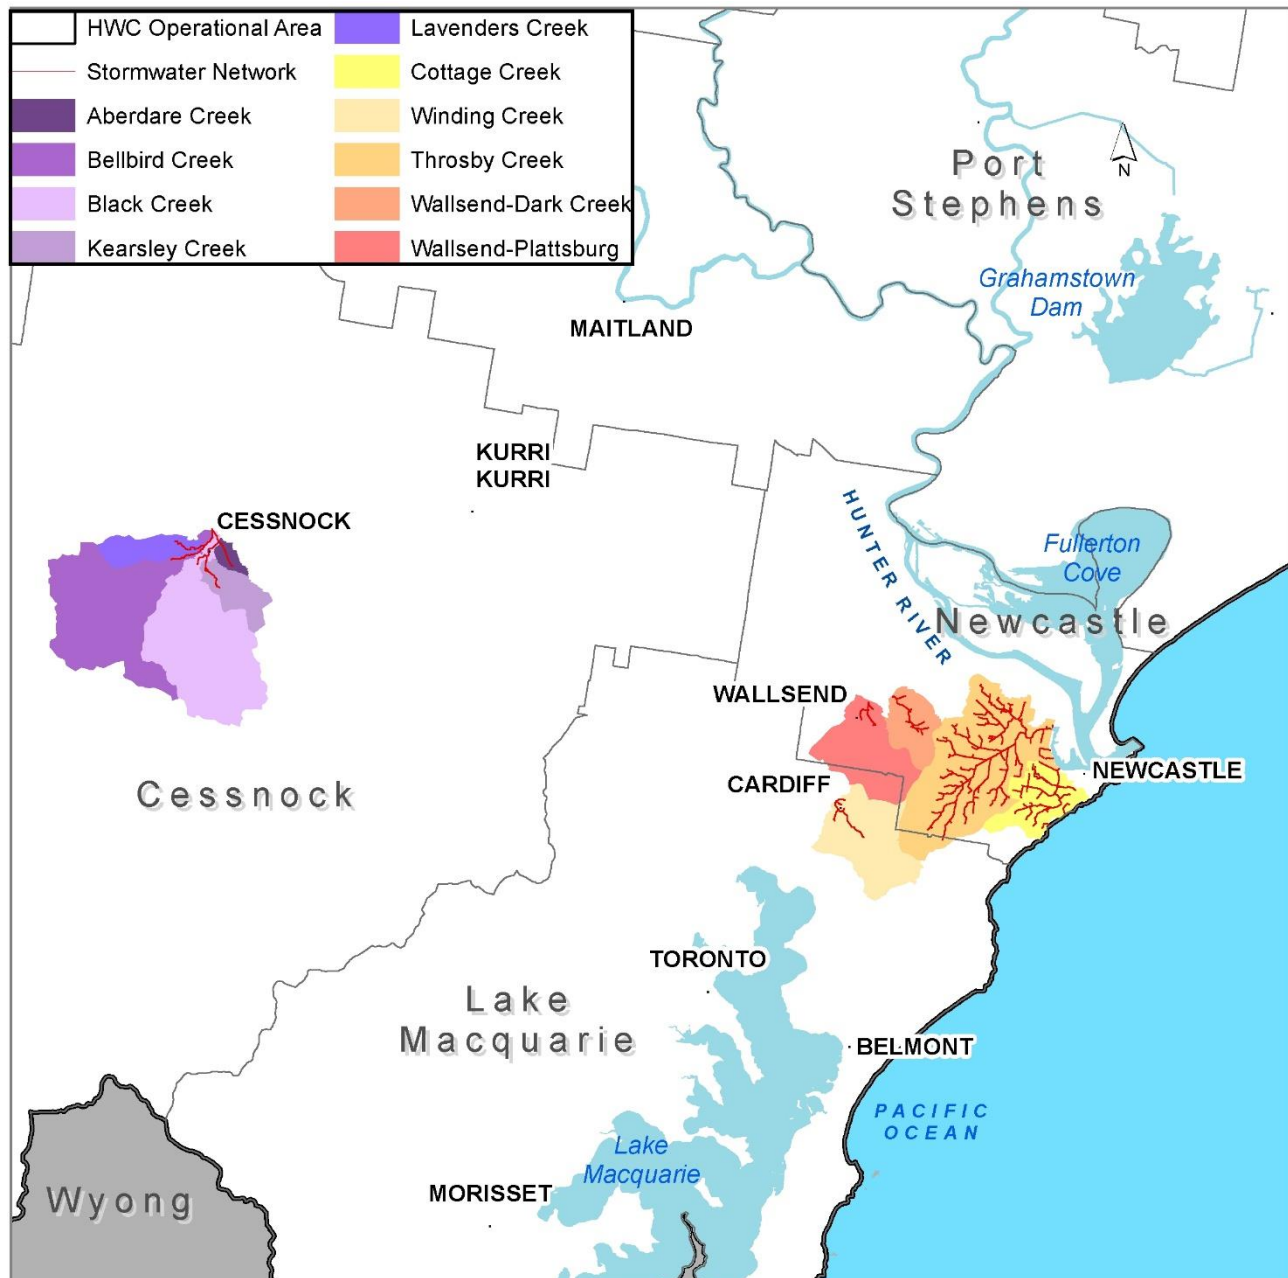 HWC Operational Area
Stormwater Network
Aberdare Creek
Bellbird Creek
Black Creek
Kearsley Creek
Lavenders Creek
Cottage Creek
Winding Creek
Throsby Creek
Wallsend-Dark Creek
Wallsend-Plattsburg
N
Port
Stephens
Grahamstown
Dam
MAITLAND
KURRI
KURRI
CESSNOCK
HUNTER RIVER
Fullerton
Cove
Newcastle
WALLSEND
NEWCASTLE
CARDIFF
Cessnock
TORONTO
Lake
Macquarie
BELMONT
PACIFIC
OCEAN
Lake
Macquarie
MORISSET
Wyong